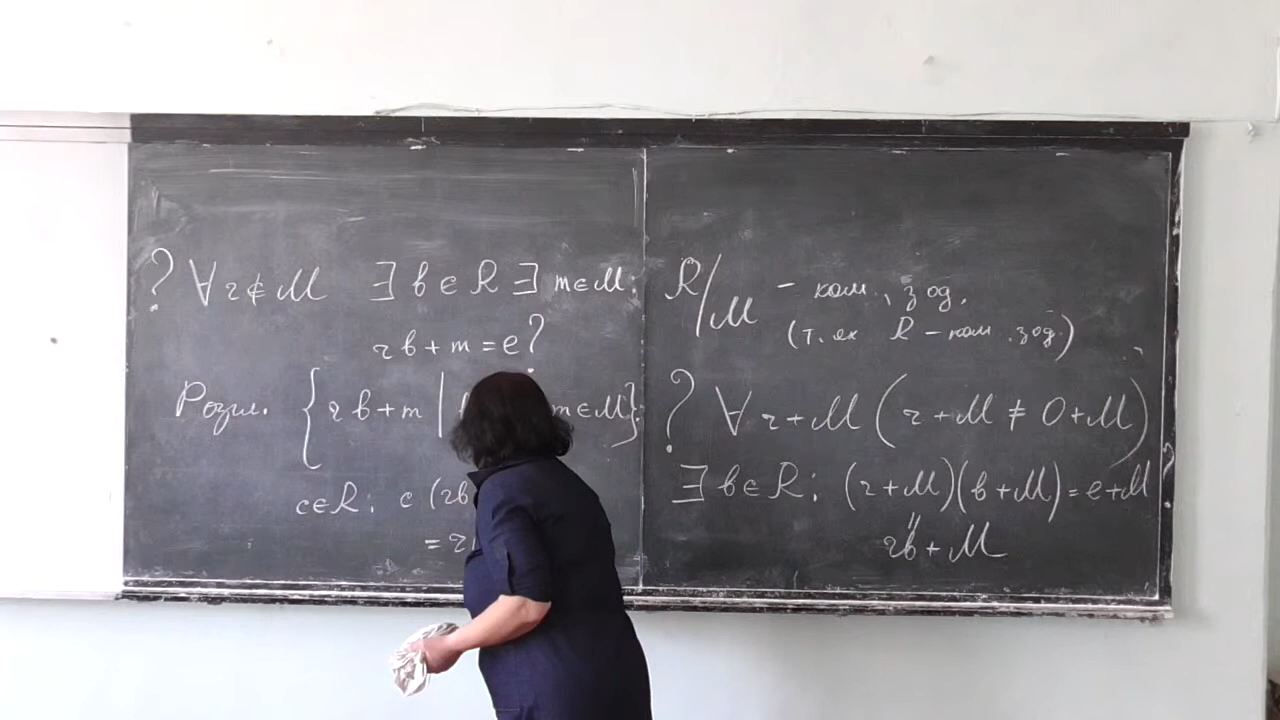 ? ∀ r ∉ M ∃ b ∈ R ∃ m ∈ M:
rb + m = e?
Розгл. { rb + m | m ∈ M }:
c ∈ R: c (rb
= r
R/M – ком., з од.
(т. як R – ком. з од.)
? ∀ r + M (r + M ≠ 0 + M)
∃ b ∈ R: (r + M)(b + M) = e + M ?
"
rb + M